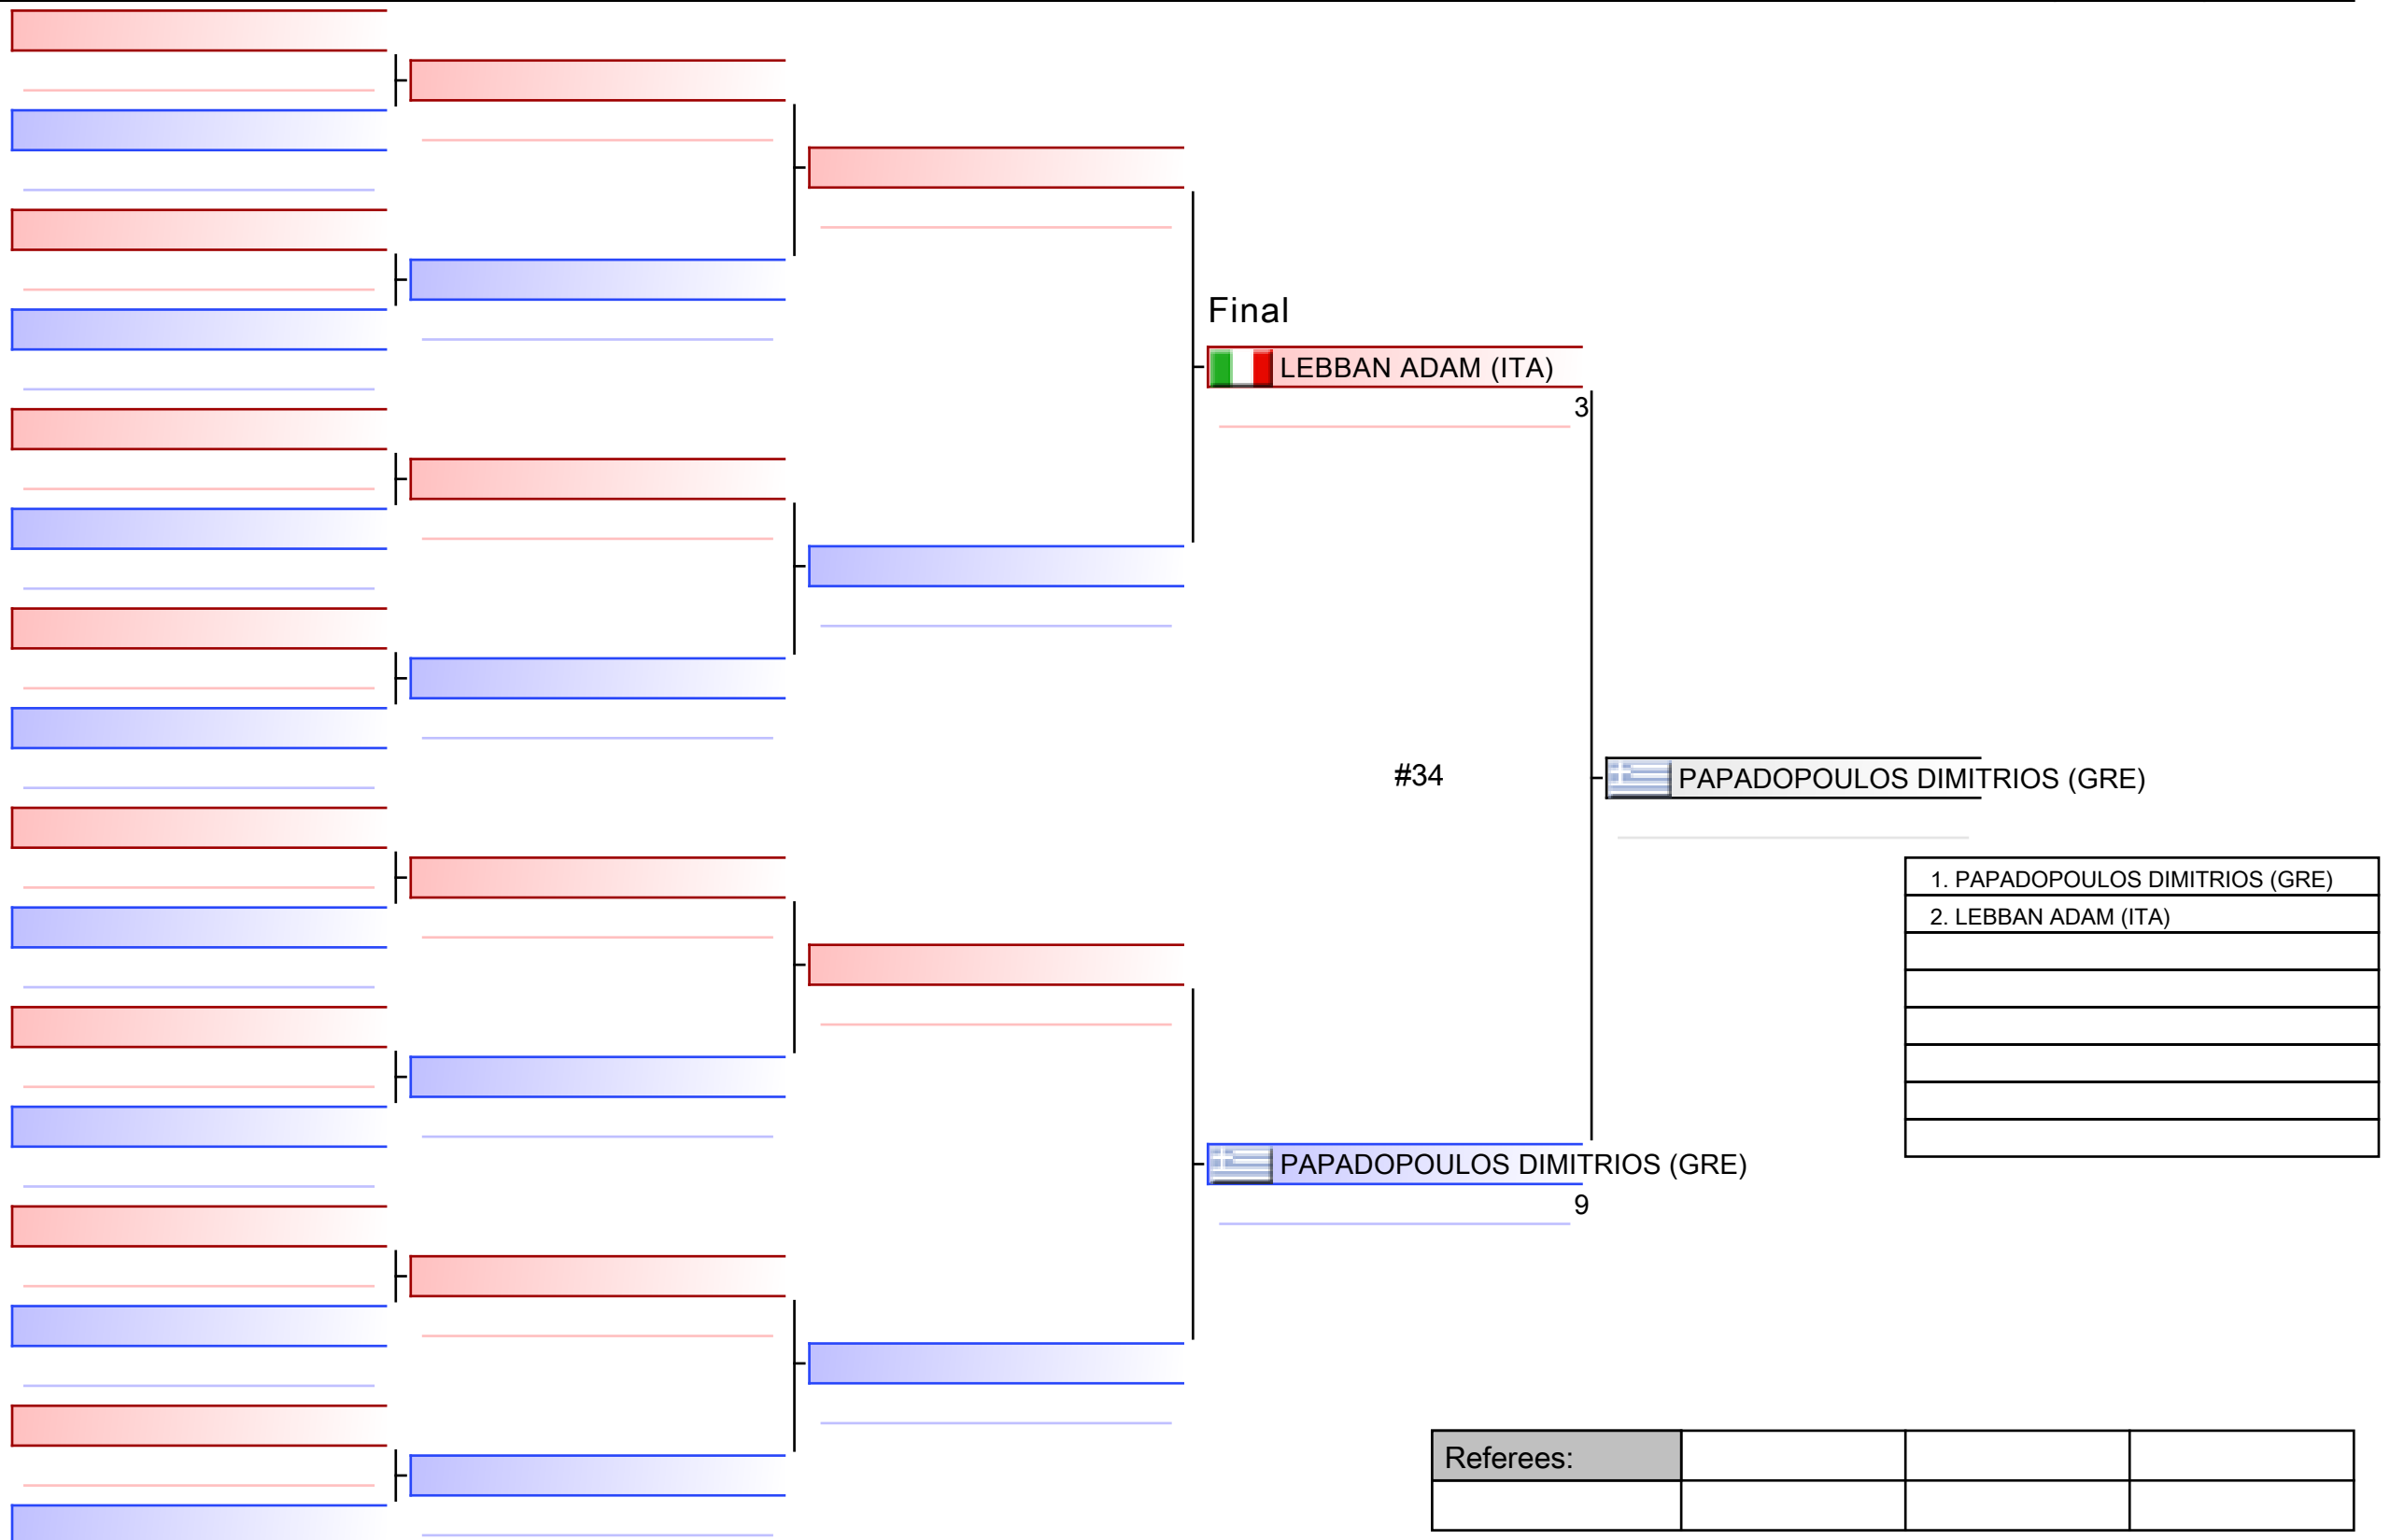 Final
LEBBAN ADAM (ITA)
3
#34
PAPADOPOULOS DIMITRIOS (GRE)
1. PAPADOPOULOS DIMITRIOS (GRE)
2. LEBBAN ADAM (ITA)
PAPADOPOULOS DIMITRIOS (GRE)
9
Referees: